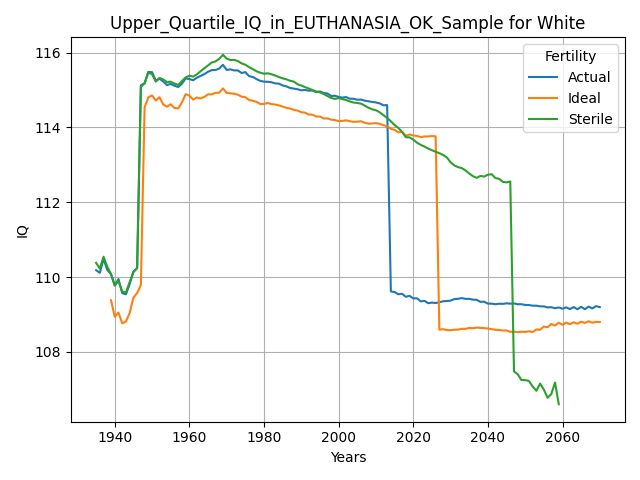 Upper_Quartile_IQ_in_EUTHANASIA_OK_Sample for White
Fertility
Actual
Ideal
Sterile
116
114
112
110
108
IQ
1940
1960
1980
2000
2020
2040
2060
Years